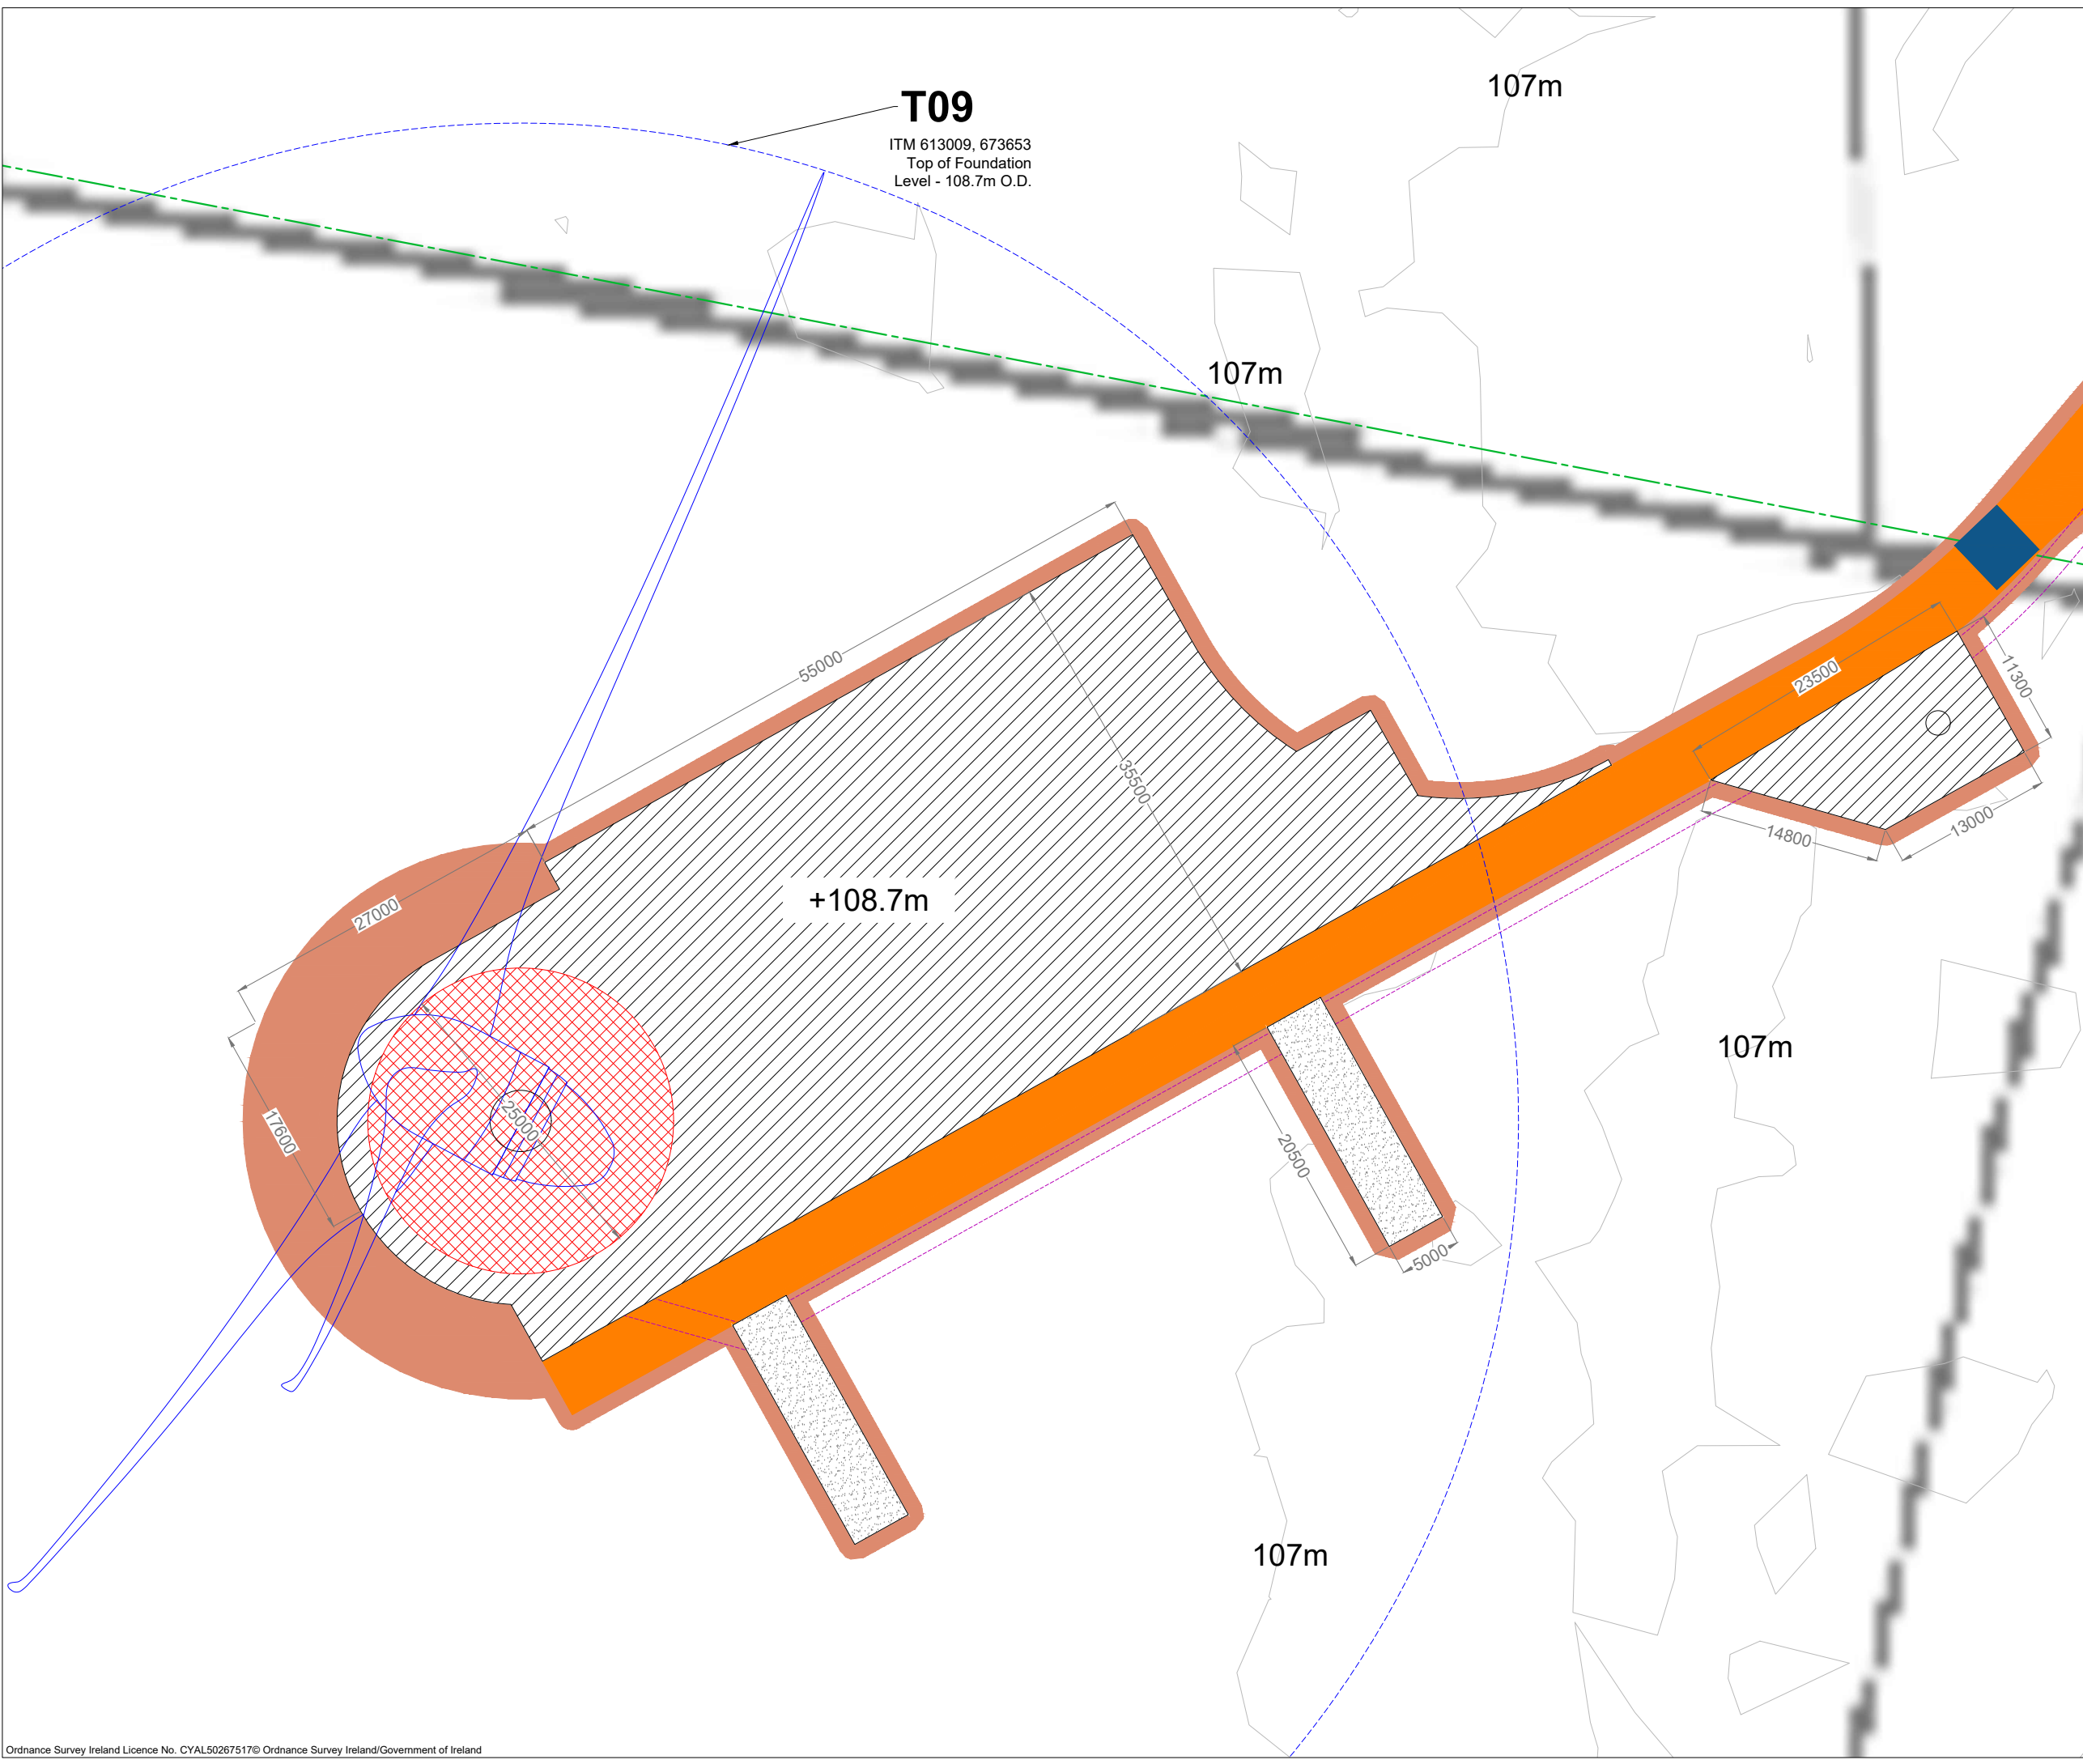 107m
T09
ITM 613009, 673653
Top of Foundation
Level - 108.7m O.D.
107m
55000
23500
11300
35500
14800
13000
+108.7m
27000
107m
25000
17600
20500
5000
107m
Ordnance Survey Ireland Licence No. CYAL50267517© Ordnance Survey Ireland/Government of Ireland